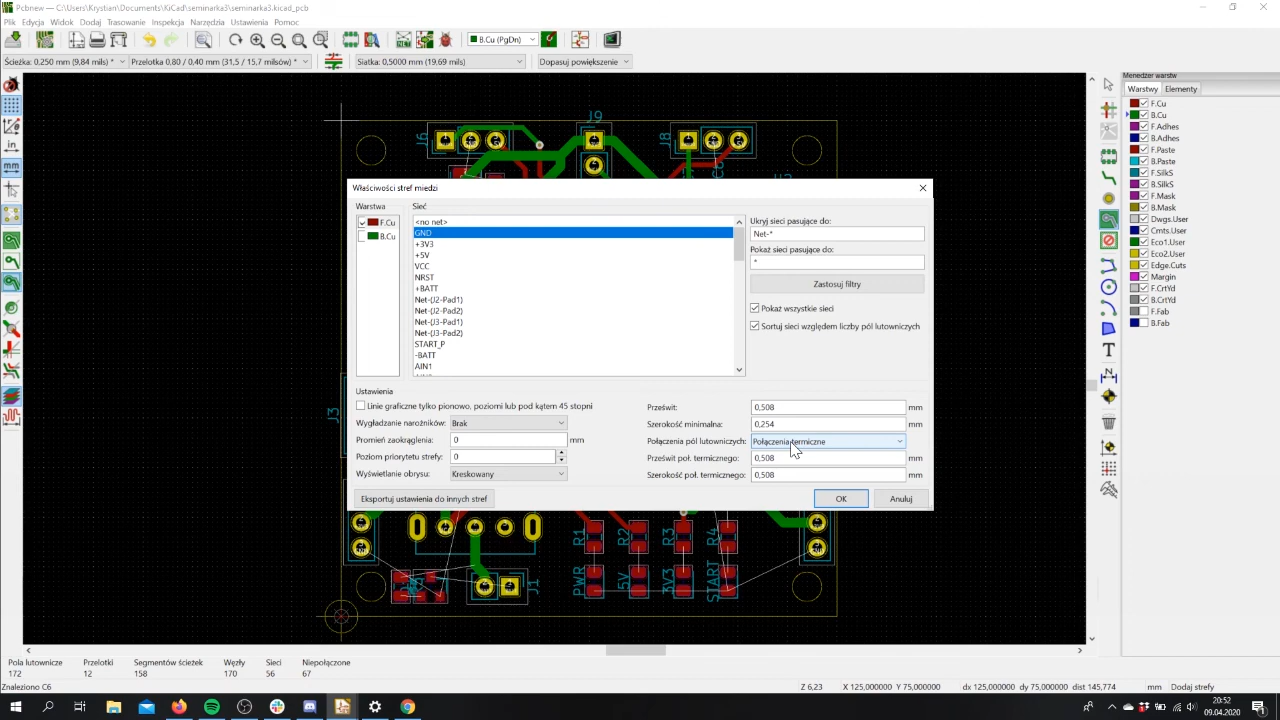 Pcbnew — C:\Users\Krystian\Documents\KiCad\seminarka3\seminarka3.kicad_pcb
Plik Edycja Widok Dodaj Trasowanie Inspekcja Narzędzia Ustawienia Pomoc
B.Cu (PgDn)
Ścieżka: 0,250 mm (9,84 mils) * Przelotka 0,80 / 0,40 mm (31,5 / 15,7 milsów) * Siatka: 0,5000 mm (19,69 mils) Dopasuj powiększenie
Menedżer warstw
Warstwy Elementy
F.Cu
B.Cu
F.Adhes
B.Adhes
F.Paste
B.Paste
F.SilkS
B.SilkS
F.Mask
B.Mask
Dwgs.User
Cmts.User
Eco1.User
Eco2.User
Edge.Cuts
Margin
F.CrtYd
B.CrtYd
F.Fab
B.Fab
in
mm
J6
J9
J8
Właściwości stref miedzi
Warstwa
F.Cu
B.Cu
Sieć
<no net>
GND
+3V3
+5V
VCC
NRST
+BATT
Net-(J2-Pad1)
Net-(J2-Pad2)
Net-(J3-Pad1)
Net-(J3-Pad2)
START_P
-BATT
AIN1
Ukryj sieci pasujące do:
Net-*
Pokaż sieci pasujące do:
*
Zastosuj filtry
Pokaż wszystkie sieci
Sortuj sieci względem liczby pól lutowniczych
Ustawienia
Linie graficzne tylko pionowo, poziomi lub pod kątem 45 stopni
Wygładzanie narożników: Brak
Promień zaokrąglenia: 0 mm
Poziom priorytetu strefy: 0
Wyświetlanie obrysu: Kreskowany
Prześwit: 0,508 mm
Szerokość minimalna: 0,254 mm
Połączenia pól lutowniczych: Połączenia termiczne
Prześwit poł. termicznego: 0,508 mm
Szerokość poł. termicznego: 0,508 mm
Eksportuj ustawienia do innych stref
OK
Anuluj
J3
R1
R2
R3
R4
PWR
5V
3V3
START
J1
Pola lutownicze Przelotki Segmentów ścieżek Węzły Sieci Niepołączone
172 12 158 170 56 67
Znaleziono C6 Z 6,23 X 125,000000 Y 75,000000 dx 125,000000 dy 75,000000 dist 145,774 mm Dodaj strefy
20:52
09.04.2020